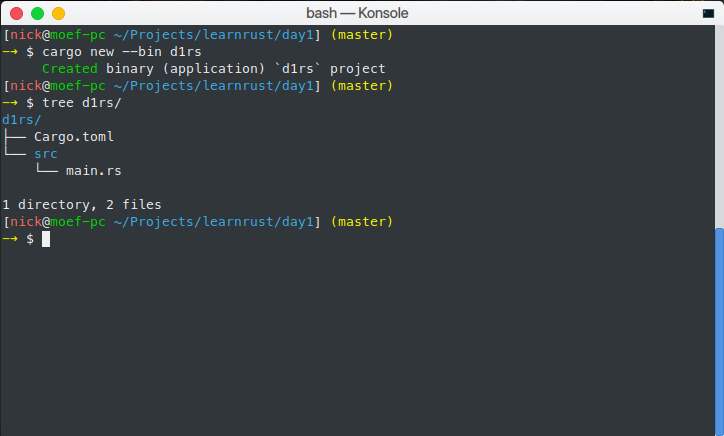 bash — Konsole
[nick@moef-pc ~/Projects/learnrust/day1] (master)
─➔ $ cargo new --bin d1rs
     Created binary (application) `d1rs` project
[nick@moef-pc ~/Projects/learnrust/day1] (master)
─➔ $ tree d1rs/
d1rs/
├── Cargo.toml
└── src
    └── main.rs
1 directory, 2 files
[nick@moef-pc ~/Projects/learnrust/day1] (master)
─➔ $